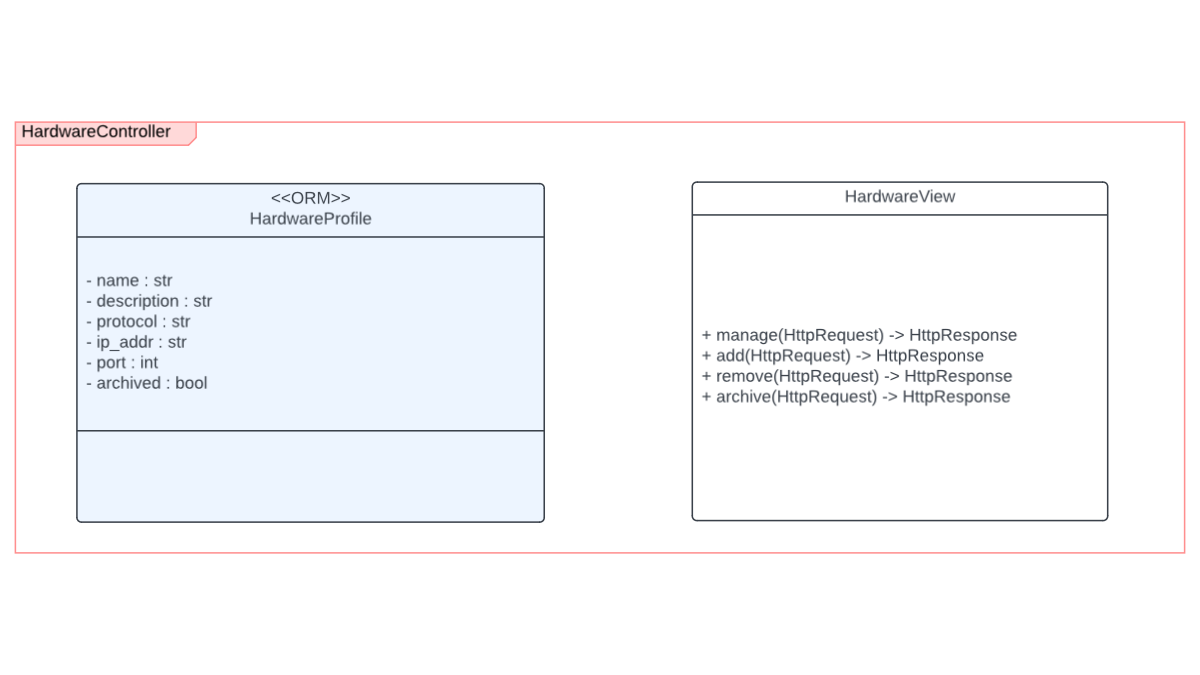 HardwareController
<<ORM>>
HardwareProfile
- name : str
- description : str
- protocol : str
- ip_addr : str
- port : int
- archived : bool
HardwareView
+ manage(HttpRequest) -> HttpResponse
+ add(HttpRequest) -> HttpResponse
+ remove(HttpRequest) -> HttpResponse
+ archive(HttpRequest) -> HttpResponse